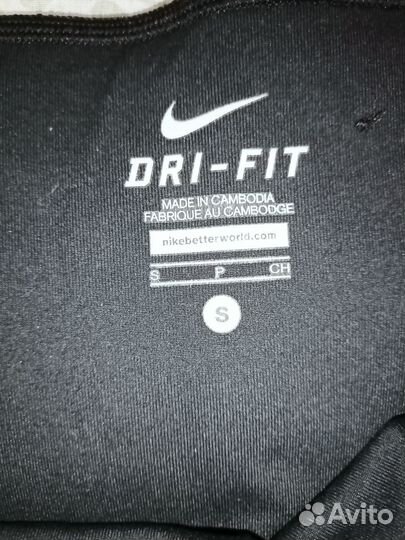 DRI-FIT
MADE IN CAMBODIA
FABRIQUE AU CAMBODGE
nikebetterworld.com
S P CH
S
Avito